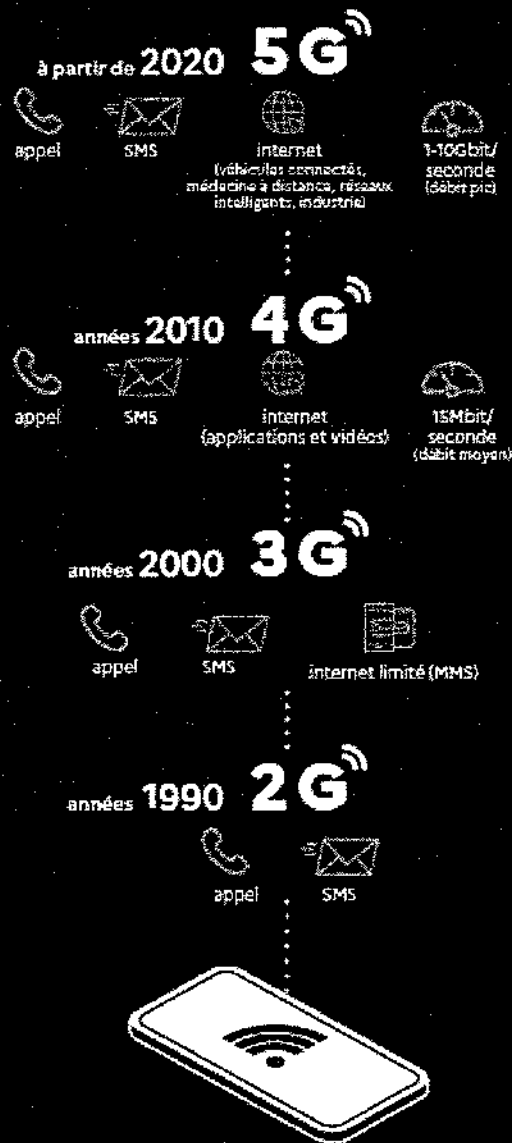 à partir de 2020 5G
appel
SMS
internet
(véhicules connectés,
médecine à distance, réseaux
intelligents, industrie)
1-10Gbit/
seconde
(débit pic)
années 2010 4G
appel
SMS
internet
(applications et vidéos)
15Mbit/
seconde
(débit moyen)
années 2000 3G
appel
SMS
internet limité (MMS)
années 1990 2G
appel
SMS